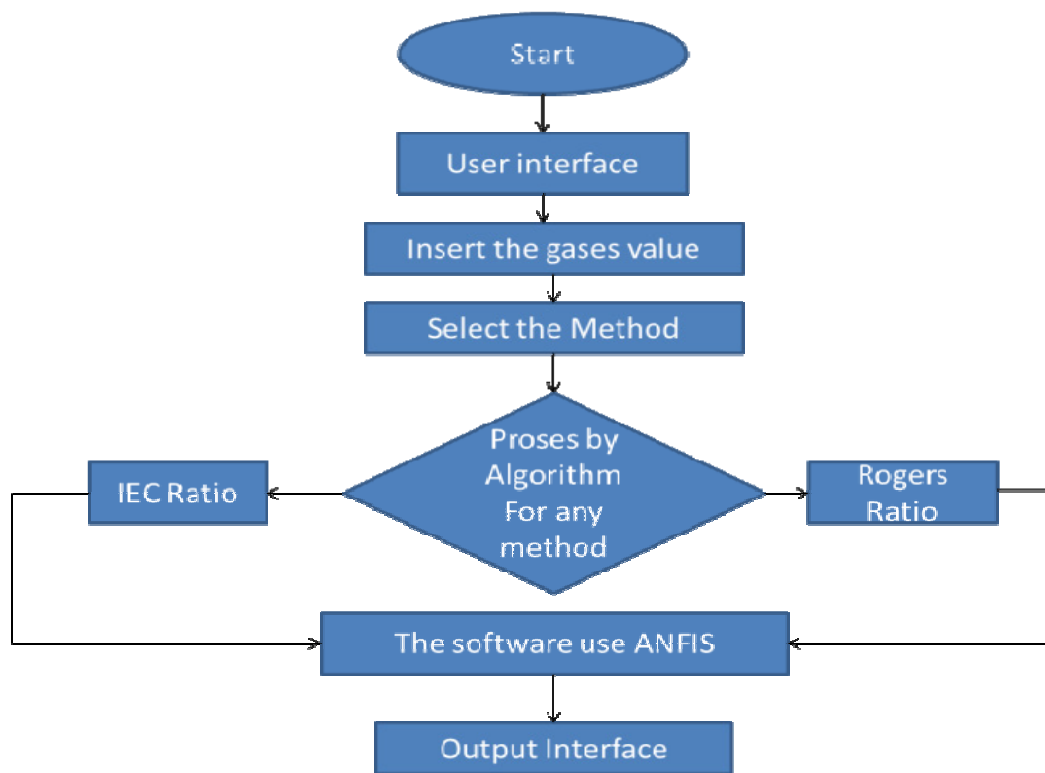 Start
User interface
Insert the gases value
Select the Method
Proses by
Algorithm
For any
method
IEC Ratio
Rogers
Ratio
The software use ANFIS
Output Interface